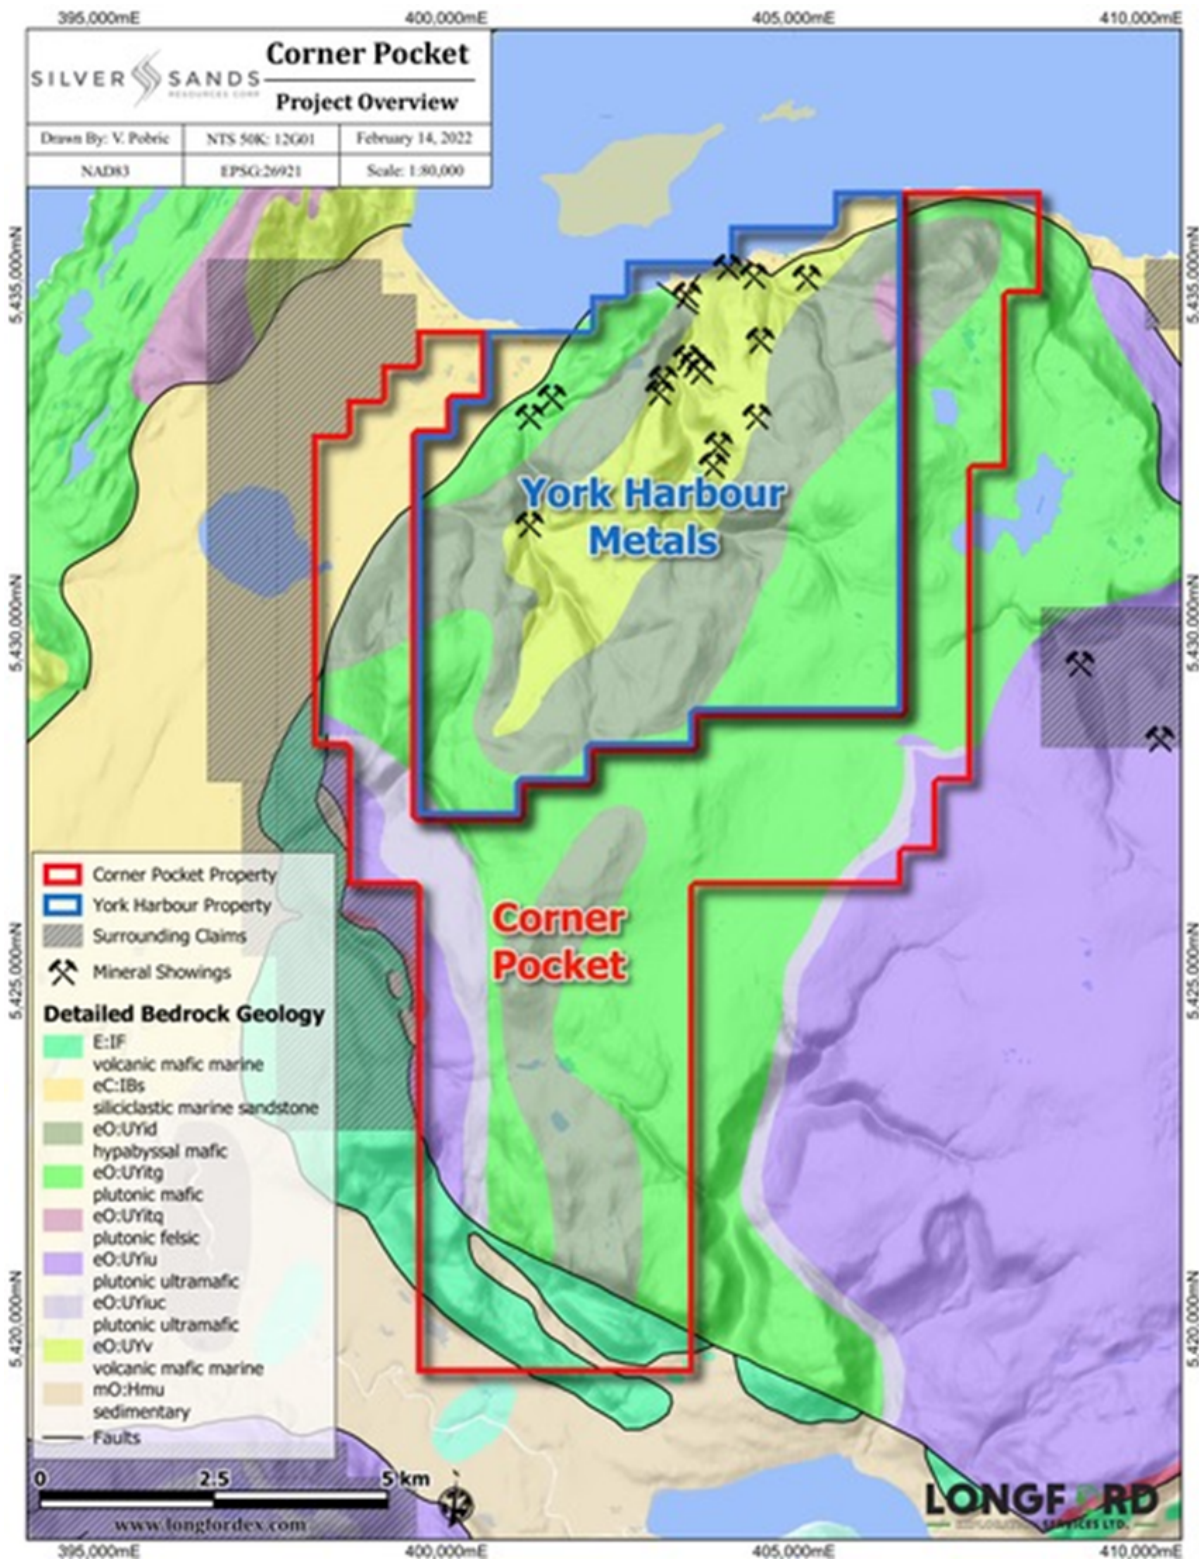 395,000mE 400,000mE 405,000mE 410,000mE
SILVER SANDS
RESOURCES CORP
Corner Pocket
Project Overview
Drawn By: V. Pobric NTS 50K: 12G01 February 14, 2022
NAD83 EPSG:26921 Scale: 1:80,000
5,435,000mN 5,435,000mN
York Harbour
Metals
5,430,000mN 5,430,000mN
Corner
Pocket
5,425,000mN 5,425,000mN
5,420,000mN 5,420,000mN
Corner Pocket Property
York Harbour Property
Surrounding Claims
Mineral Showings
Detailed Bedrock Geology
E:IF
volcanic mafic marine
eC:IBs
siliciclastic marine sandstone
eO:UYid
hypabyssal mafic
eO:UYitg
plutonic mafic
eO:UYitq
plutonic felsic
eO:UYiu
plutonic ultramafic
eO:UYiuc
plutonic ultramafic
eO:UYv
volcanic mafic marine
mO:Hmu
sedimentary
Faults
0 2.5 5 km
www.longfordex.com
LONGFORD
EXPLORATION SERVICES LTD.
395,000mE 400,000mE 405,000mE 410,000mE